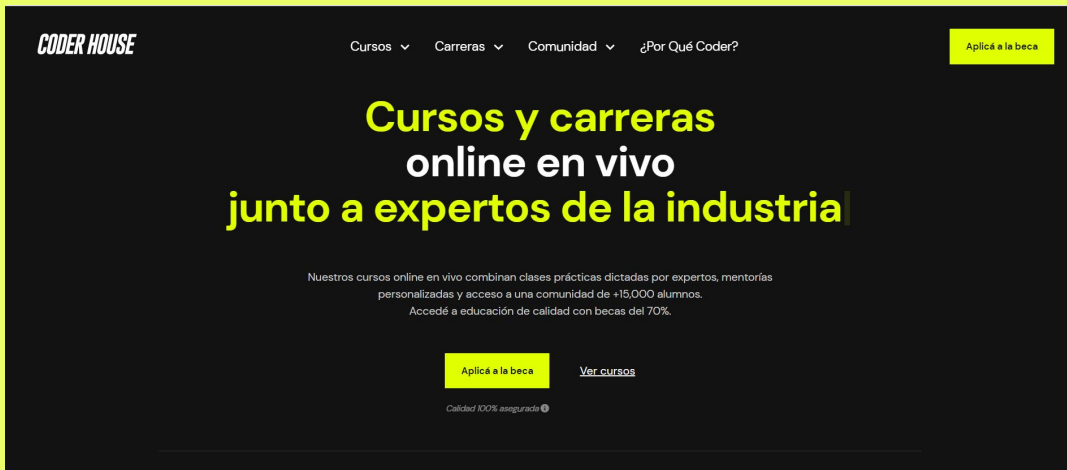 CODER HOUSE
Cursos
Carreras
Comunidad
¿Por Qué Coder?
Aplicá a la beca
Cursos y carreras
online en vivo
junto a expertos de la industria
Nuestros cursos online en vivo combinan clases prácticas dictadas por expertos, mentorías
personalizadas y acceso a una comunidad de +15,000 alumnos.
Accedé a educación de calidad con becas del 70%.
Aplicá a la beca
Ver cursos
Calidad 100% asegurada